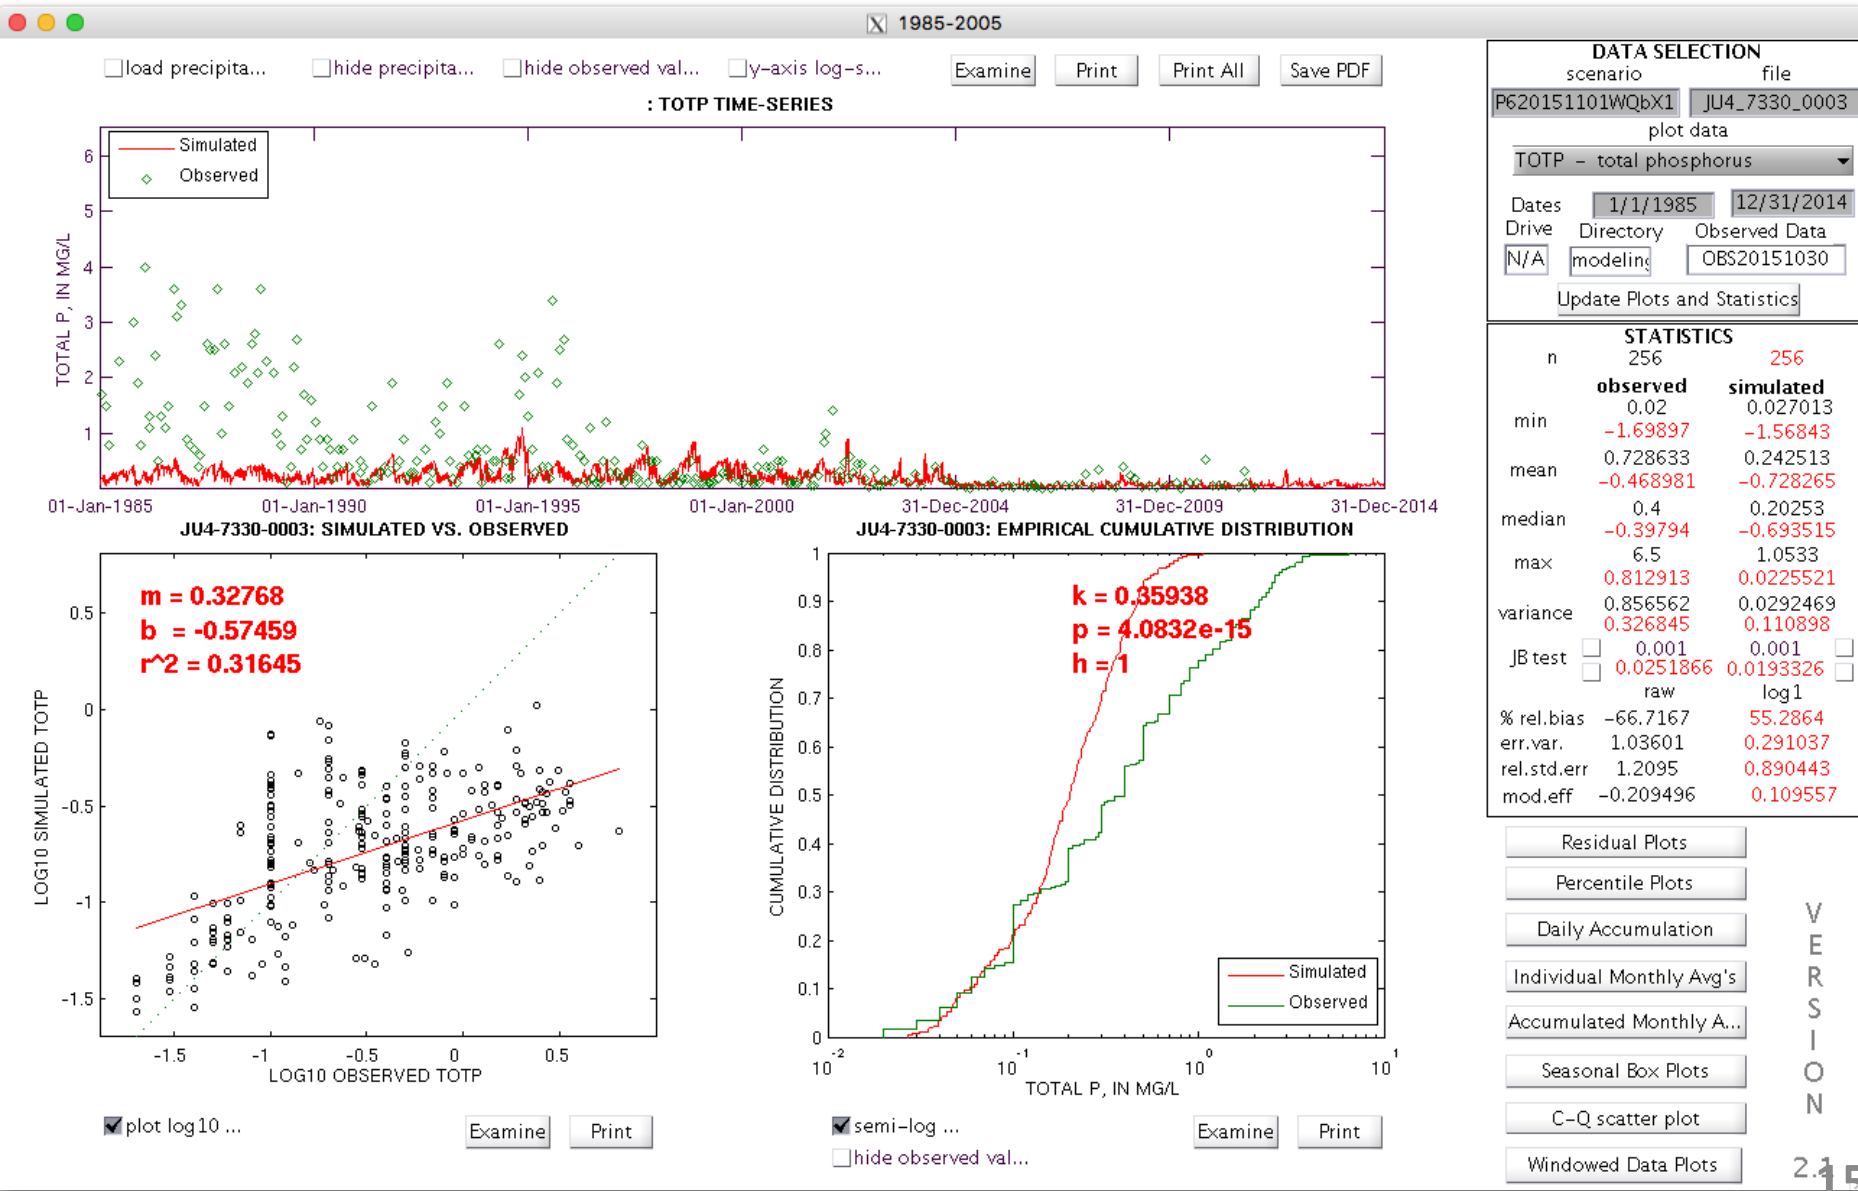 1985-2005
load precipita...
hide precipita...
hide observed val...
y-axis log-s...
Examine
Print
Print All
Save PDF
: TOTP TIME-SERIES
Simulated
Observed
TOTAL P, IN MG/L
6
5
4
3
2
1
01-Jan-1985
01-Jan-1990
01-Jan-1995
01-Jan-2000
31-Dec-2004
31-Dec-2009
31-Dec-2014
JU4-7330-0003: SIMULATED VS. OBSERVED
m = 0.32768
b = -0.57459
r^2 = 0.31645
LOG10 SIMULATED TOTP
0.5
0
-0.5
-1
-1.5
-1.5
-1
-0.5
0
0.5
LOG10 OBSERVED TOTP
plot log10 ...
Examine
Print
JU4-7330-0003: EMPIRICAL CUMULATIVE DISTRIBUTION
k = 0.35938
p = 4.0832e-15
h = 1
CUMULATIVE DISTRIBUTION
1
0.9
0.8
0.7
0.6
0.5
0.4
0.3
0.2
0.1
0
Simulated
Observed
10^-2
10^-1
10^0
10^1
TOTAL P, IN MG/L
semi-log ...
hide observed val...
Examine
Print
DATA SELECTION
scenario file
P620151101WQbX1 JU4_7330_0003
plot data
TOTP - total phosphorus
Dates 1/1/1985 12/31/2014
Drive Directory Observed Data
N/A modeling OBS20151030
Update Plots and Statistics
STATISTICS
n 256 256
observed simulated
min 0.02 0.027013
-1.69897 -1.56843
mean 0.728633 0.242513
-0.468981 -0.728265
median 0.4 0.20253
-0.39794 -0.693515
max 6.5 1.0533
0.812913 0.0225521
variance 0.856562 0.0292469
0.326845 0.110898
JB test 0.001 0.001
0.0251866 0.0193326
raw log1
% rel.bias -66.7167 55.2864
err.var. 1.03601 0.291037
rel.std.err 1.2095 0.890443
mod.eff -0.209496 0.109557
Residual Plots
Percentile Plots
Daily Accumulation
Individual Monthly Avg's
Accumulated Monthly A...
Seasonal Box Plots
C-Q scatter plot
Windowed Data Plots
VERSION
2.1
15